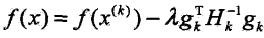 f(x) = f(x^{(k)}) - λg_k^T H_k^{-1} g_k